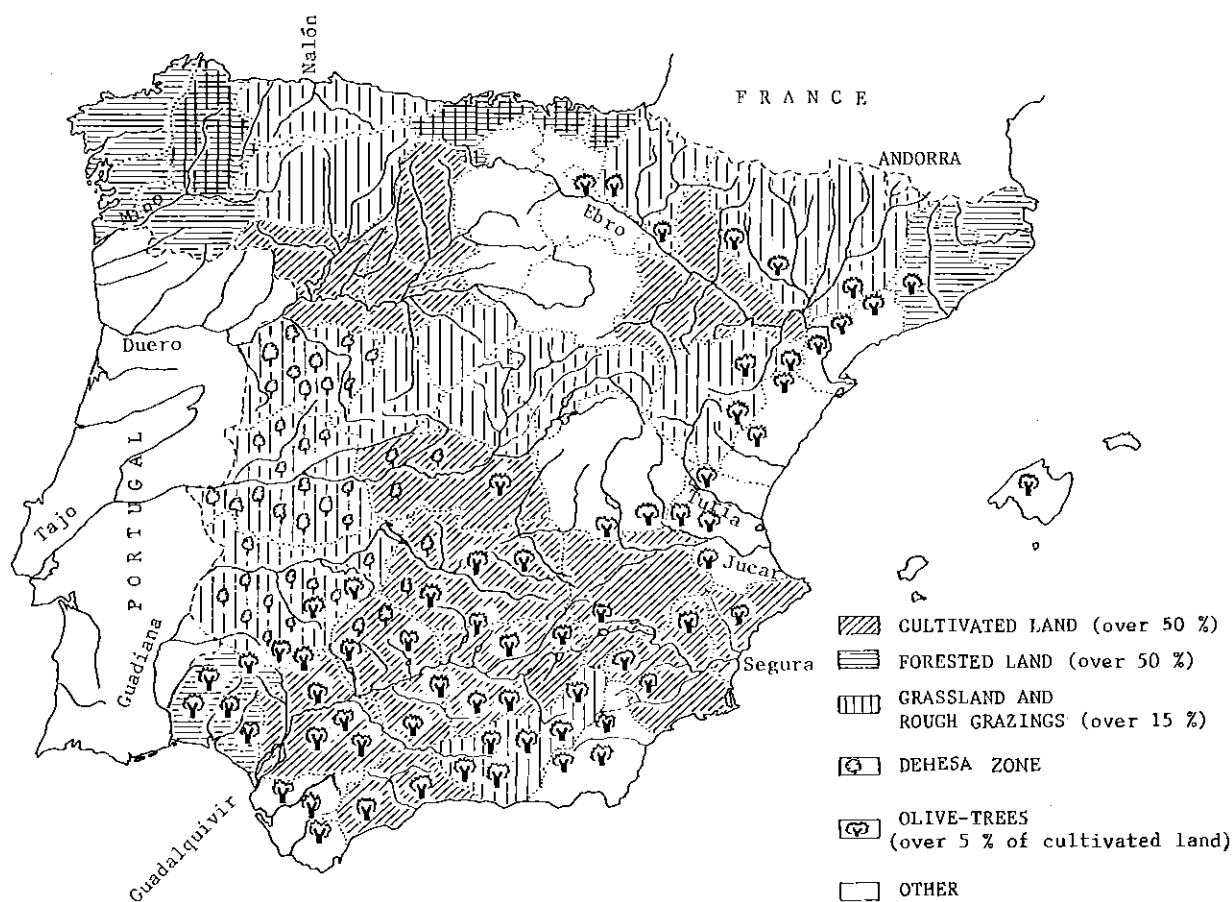 Nalón
FRANCE
ANDORRA
Mino
Ebro
Duero
PORTUGAL
Tajo
Turia
Jucar
Guadiana
Segura
Guadalquivir
CULTIVATED LAND (over 50 %)
FORESTED LAND (over 50 %)
GRASSLAND AND
ROUGH GRAZINGS (over 15 %)
DEHESA ZONE
OLIVE-TREES
(over 5 % of cultivated land)
OTHER